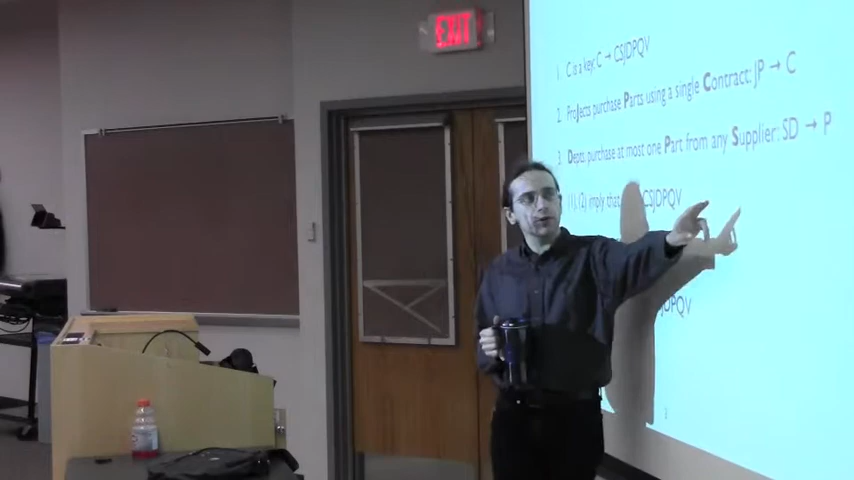 EXIT
1. C is a key: C → CSJDPQV
2. ProJects purchase Parts using a single Contract: JP → C
3. Depts purchase at most one Part from any Supplier: SD → P
(1), (2) imply that CSJDPQV